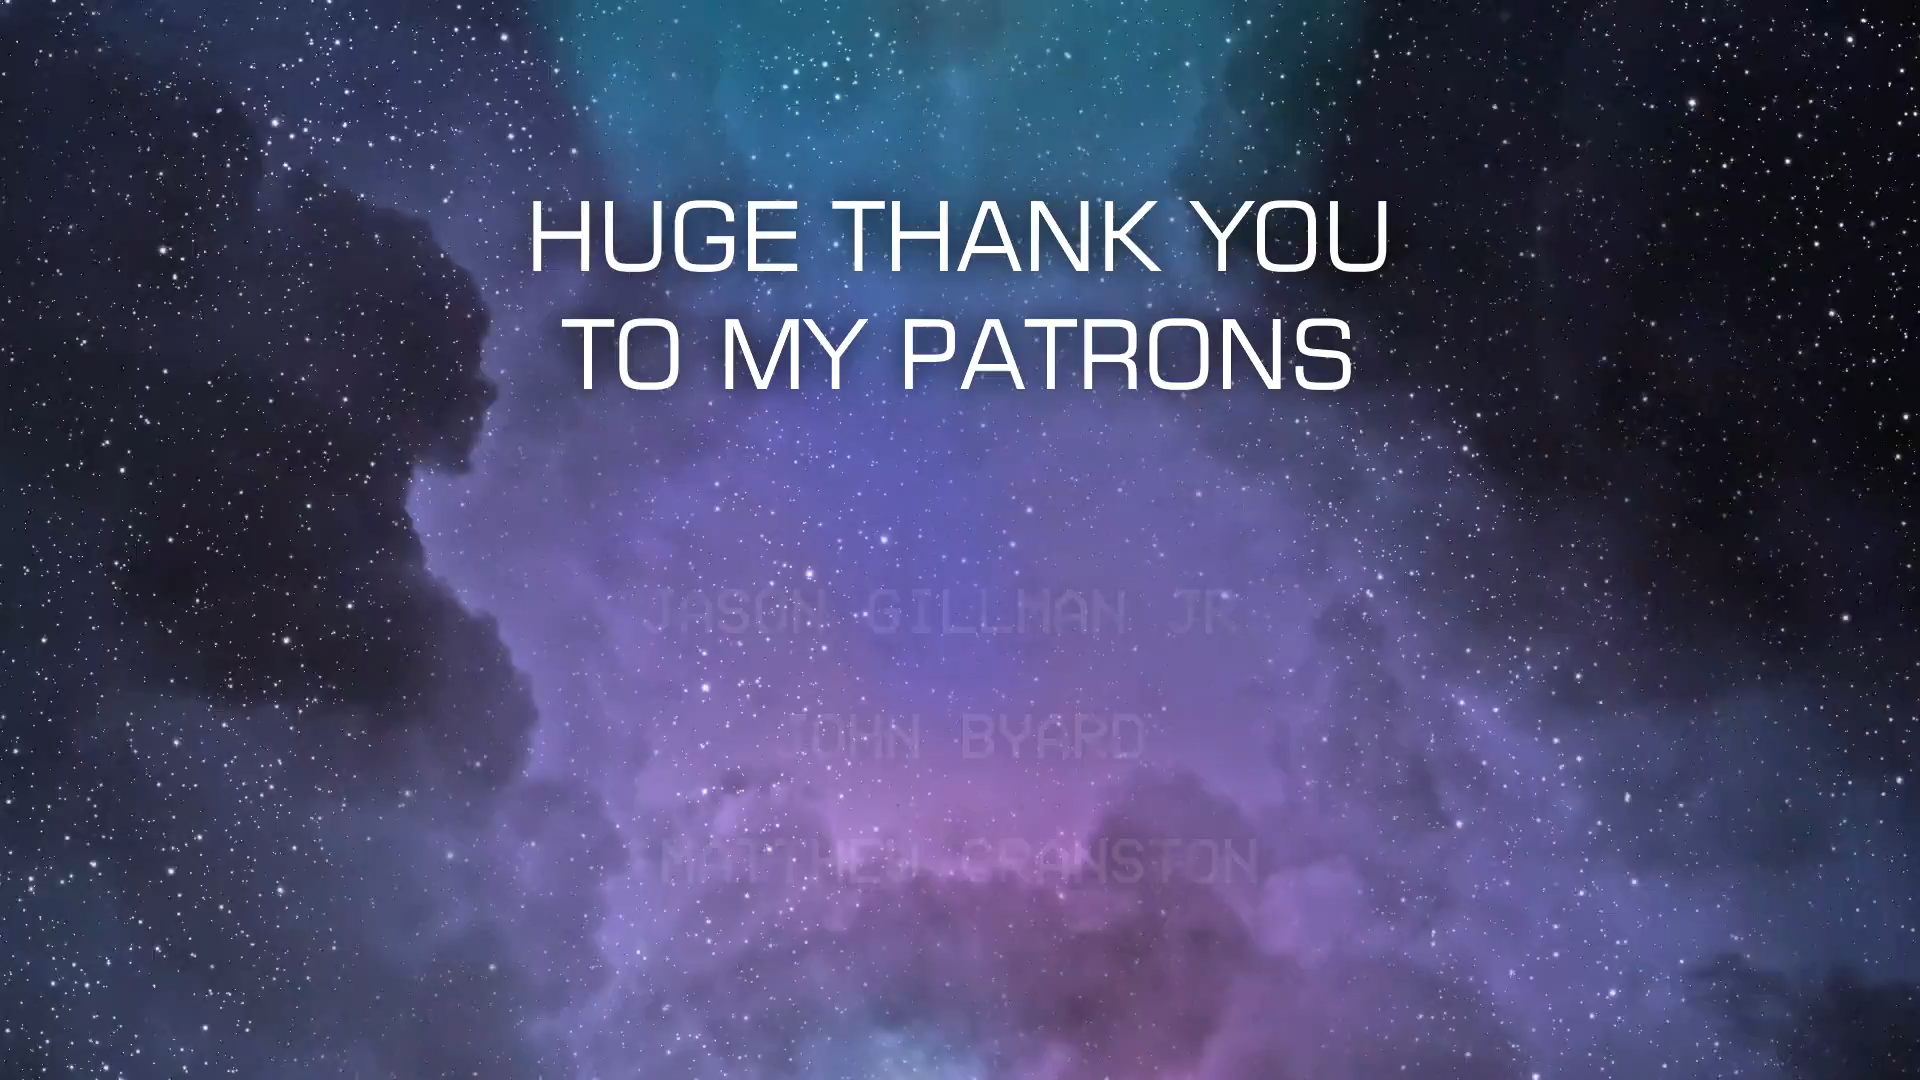 HUGE THANK YOU
TO MY PATRONS
JASON GILLMAN JR
JOHN BYARD
MATTHEW CRANSTON